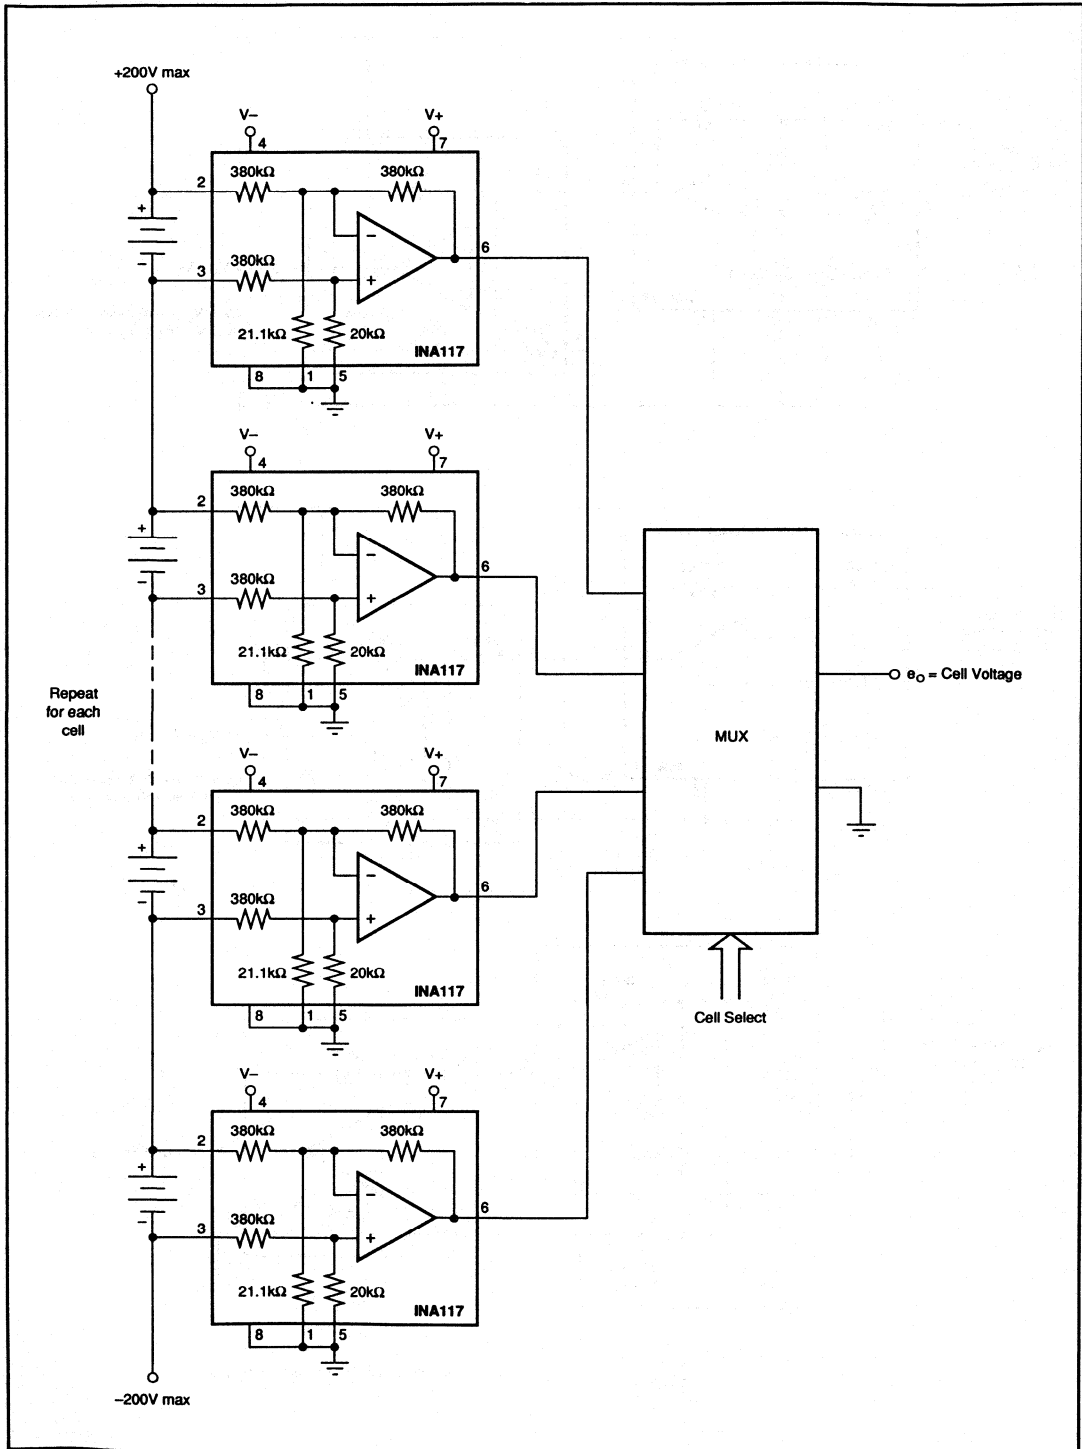 +200V max
V–
V+
4
7
380kΩ
380kΩ
2
+
–
6
–
3
380kΩ
+
21.1kΩ
20kΩ
INA117
8
1
5
V–
V+
4
7
380kΩ
380kΩ
2
+
–
6
–
3
380kΩ
+
21.1kΩ
20kΩ
INA117
8
1
5
Repeat
for each
cell
V–
V+
4
7
380kΩ
380kΩ
2
+
–
6
–
3
380kΩ
+
21.1kΩ
20kΩ
INA117
8
1
5
V–
V+
4
7
380kΩ
380kΩ
2
+
–
6
–
3
380kΩ
+
21.1kΩ
20kΩ
INA117
8
1
5
–200V max
MUX
eO = Cell Voltage
Cell Select